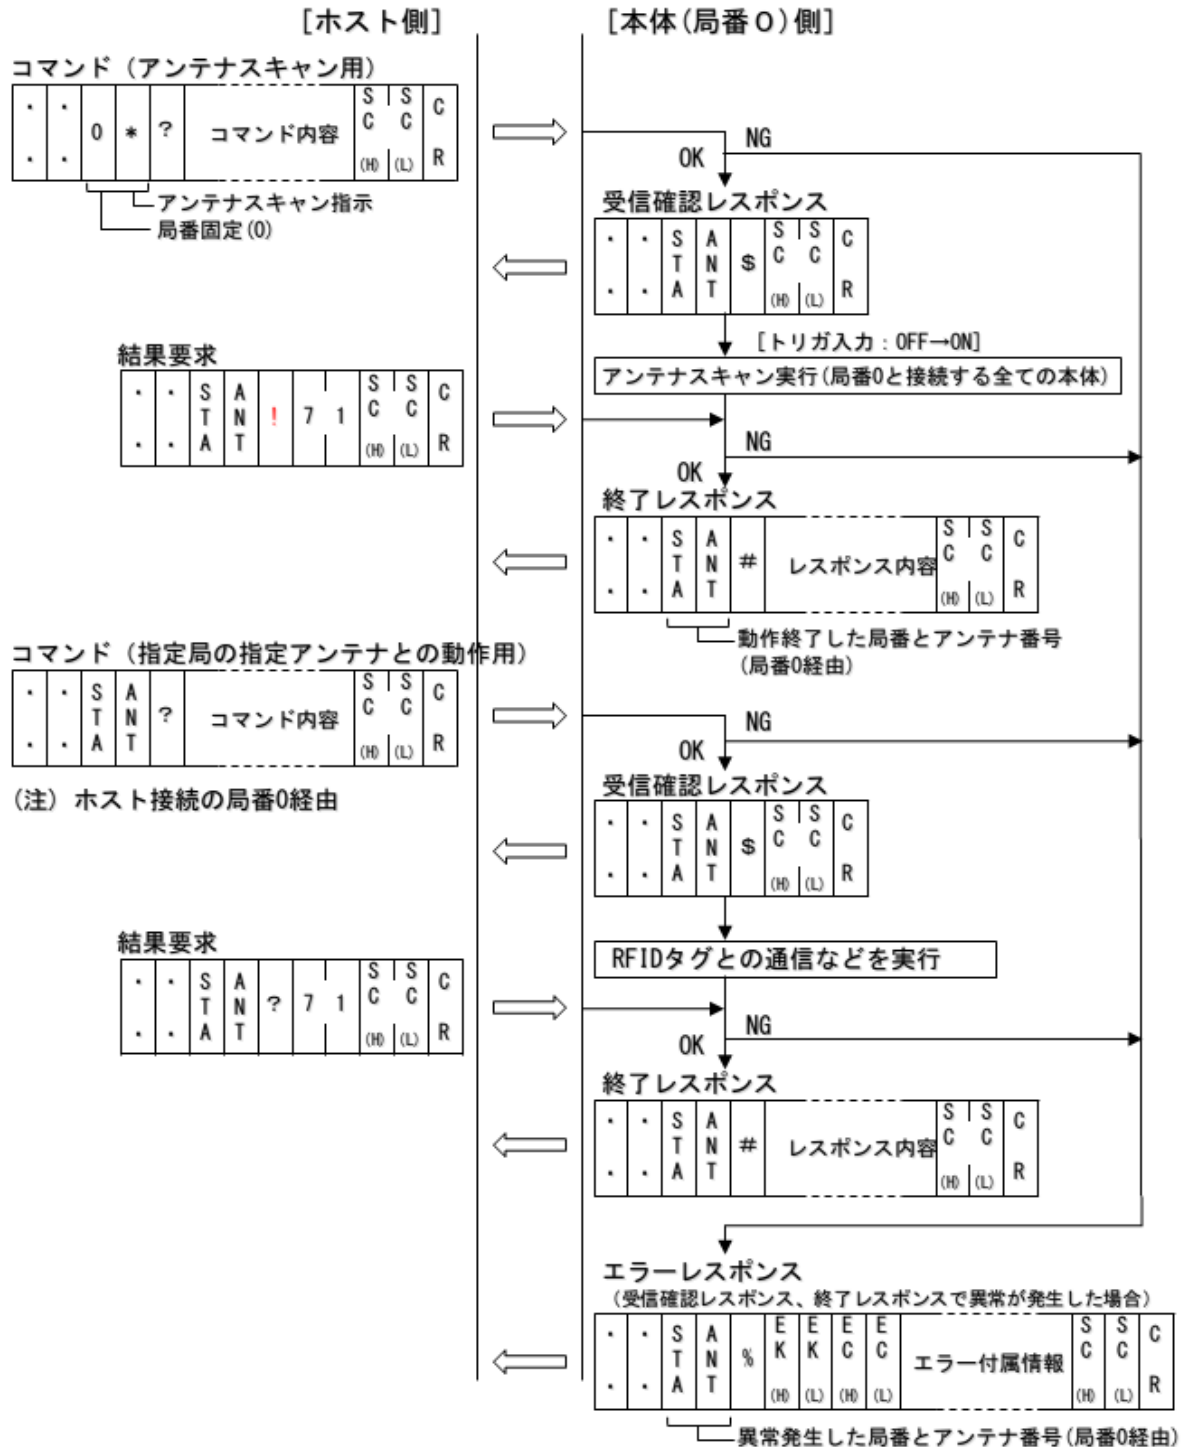 [ホスト側] [本体(局番０)側]
コマンド（アンテナスキャン用）
: : 0 * ? コマンド内容 SC(H) SC(L) CR
NG
OK
アンテナスキャン指示
局番固定(0)
受信確認レスポンス
: : STA ANT $ SC(H) SC(L) CR
[トリガ入力：OFF→ON]
アンテナスキャン実行(局番0と接続する全ての本体)
結果要求
: : STA ANT ! 7 1 SC(H) SC(L) CR
NG
OK
終了レスポンス
: : STA ANT # レスポンス内容 SC(H) SC(L) CR
動作終了した局番とアンテナ番号
(局番0経由)
コマンド（指定局の指定アンテナとの動作用）
: : STA ANT ? コマンド内容 SC(H) SC(L) CR
NG
OK
(注) ホスト接続の局番0経由
受信確認レスポンス
: : STA ANT $ SC(H) SC(L) CR
RFIDタグとの通信などを実行
結果要求
: : STA ANT ? 7 1 SC(H) SC(L) CR
NG
OK
終了レスポンス
: : STA ANT # レスポンス内容 SC(H) SC(L) CR
エラーレスポンス
(受信確認レスポンス、終了レスポンスで異常が発生した場合)
: : STA ANT % EK(H) EK(L) EC(H) EC(L) エラー付属情報 SC(H) SC(L) CR
異常発生した局番とアンテナ番号(局番0経由)